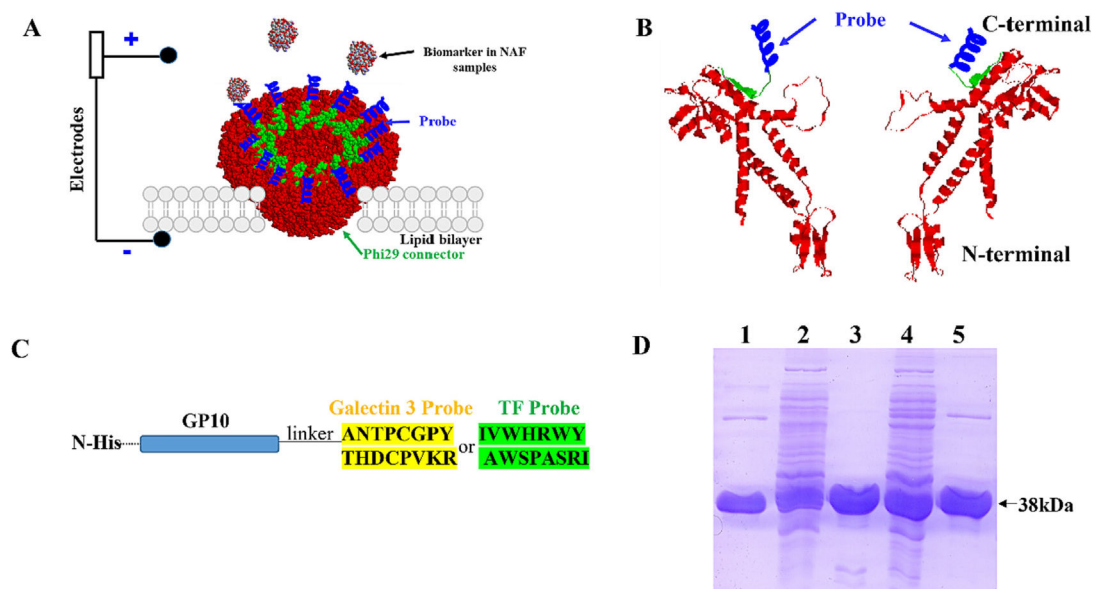 A
+
Electrodes
-
Biomarker in NAF
samples
Probe
Lipid bilayer
Phi29 connector
B
Probe
C-terminal
N-terminal
C
N-His
GP10
linker
Galectin 3 Probe
ANTPCGPY
THDCPVKR
or
TF Probe
IVWHRWY
AWSPASRI
D
1 2 3 4 5
38kDa